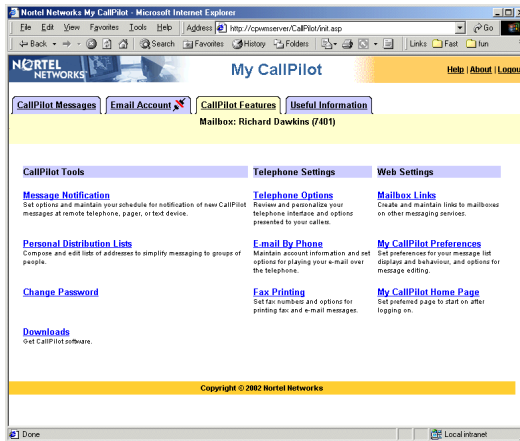 Nortel Networks My CallPilot - Microsoft Internet Explorer
File Edit View Favorites Tools Help Address http://cpwmserver/CallPilot/init.asp Go
Back Search Favorites History Folders Links Fast fun
NORTEL NETWORKS My CallPilot Help | About | Logou
CallPilot Messages Email Account CallPilot Features Useful Information
Mailbox: Richard Dawkins (7401)
CallPilot Tools Telephone Settings Web Settings
Message Notification
Set options and maintain your schedule for notification of new CallPilot
messages at remote telephone, pager, or text device.
Telephone Options
Review and personalize your
telephone interface and options
presented to your callers.
Mailbox Links
Create and maintain links to mailboxes
on other messaging services.
Personal Distribution Lists
Compose and edit lists of addresses to simplify messaging to groups of
people.
E-mail By Phone
Maintain account information and set
options for playing your e-mail over
the telephone.
My CallPilot Preferences
Set preferences for your message list
displays and behaviour, and options for
message editing.
Change Password
Fax Printing
Set fax numbers and options for
printing fax and e-mail messages.
My CallPilot Home Page
Set preferred page to start on after
logging on.
Downloads
Get CallPilot software.
Copyright © 2002 Nortel Networks
Done Local intranet